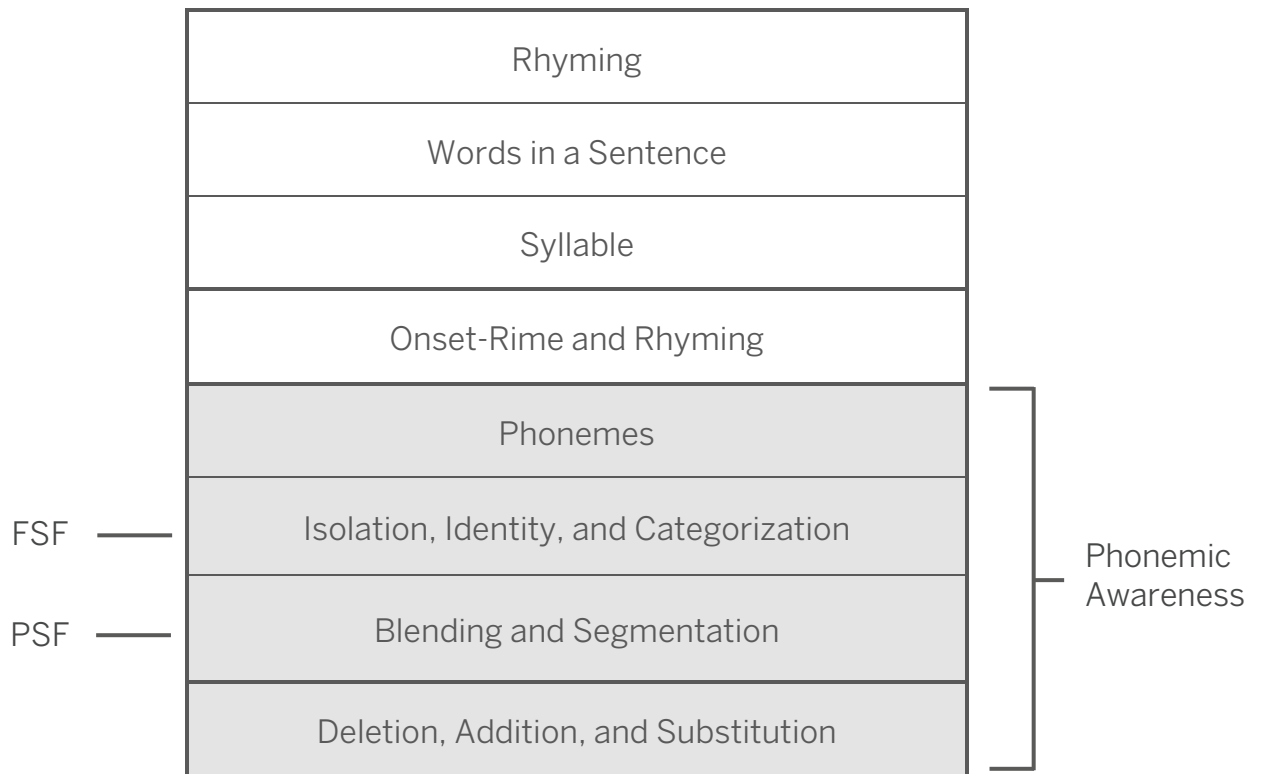 Rhyming
Words in a Sentence
Syllable
Onset-Rime and Rhyming
Phonemes
FSF
Isolation, Identity, and Categorization
PSF
Blending and Segmentation
Deletion, Addition, and Substitution
Phonemic
Awareness